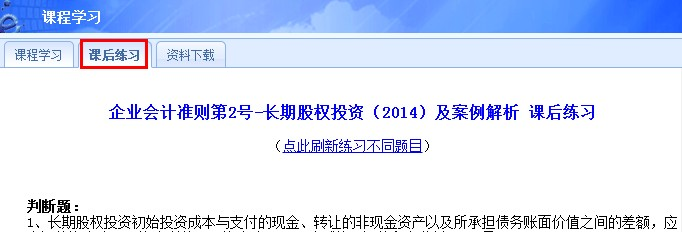 课程学习
课程学习 课后练习 资料下载
企业会计准则第2号-长期股权投资（2014）及案例解析 课后练习
（点此刷新练习不同题目）
判断题：
1、长期股权投资初始投资成本与支付的现金、转让的非现金资产以及所承担债务账面价值之间的差额，应